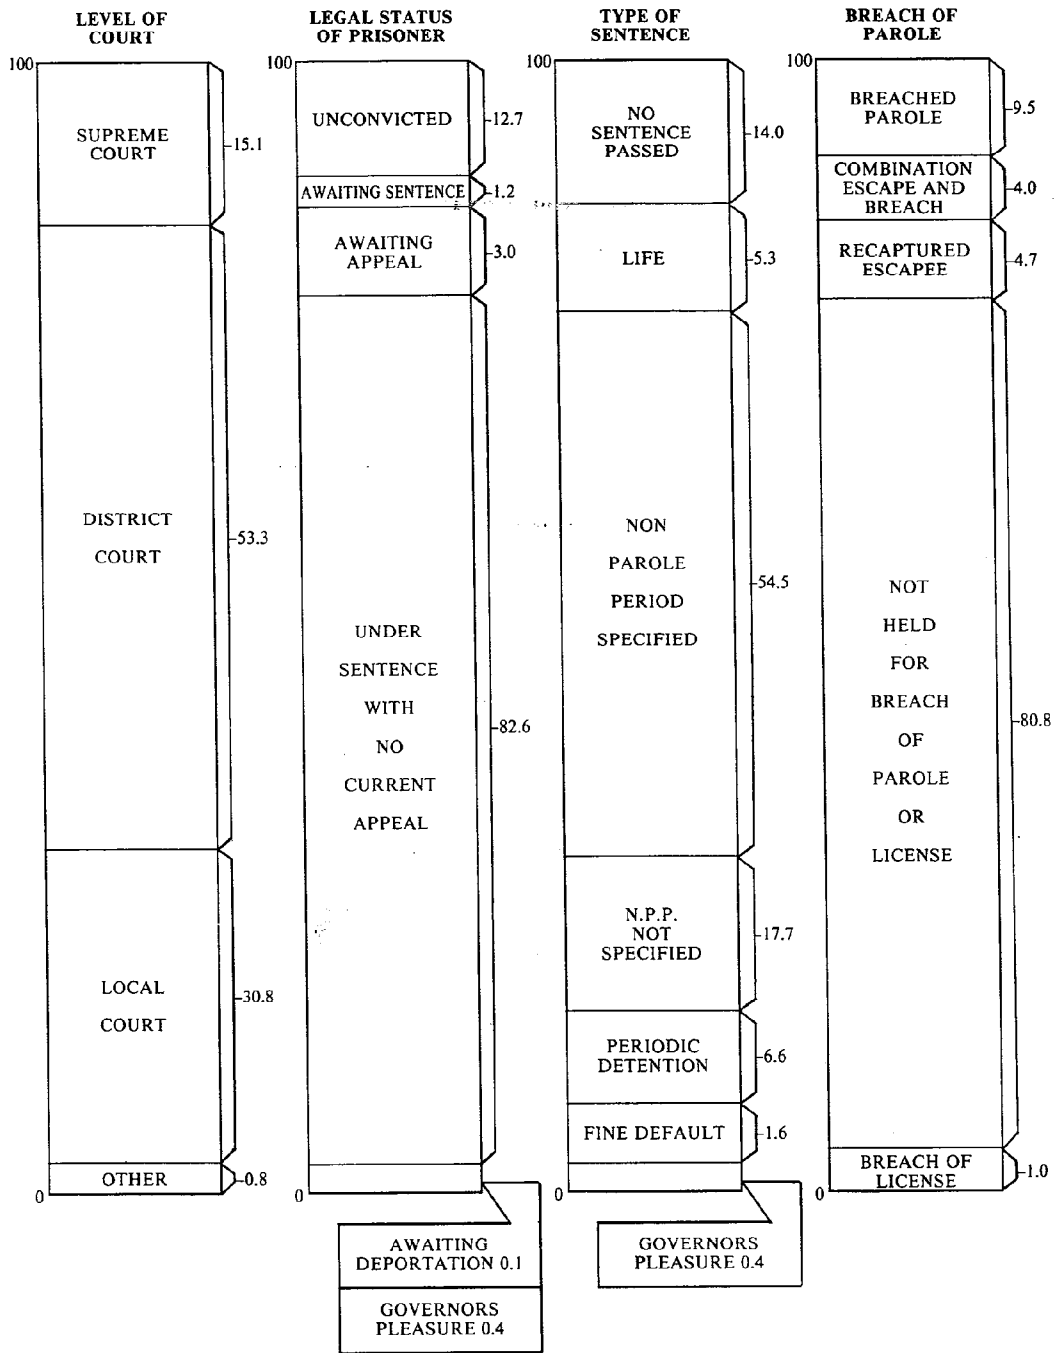 LEVEL OF
COURT
100
SUPREME
COURT
15.1
DISTRICT
COURT
53.3
LOCAL
COURT
30.8
OTHER
0.8
0
LEGAL STATUS
OF PRISONER
100
UNCONVICTED
12.7
AWAITING SENTENCE
1.2
AWAITING
APPEAL
3.0
UNDER
SENTENCE
WITH
NO
CURRENT
APPEAL
82.6
0
AWAITING
DEPORTATION 0.1
GOVERNORS
PLEASURE 0.4
TYPE OF
SENTENCE
100
NO
SENTENCE
PASSED
14.0
LIFE
5.3
NON
PAROLE
PERIOD
SPECIFIED
54.5
N.P.P.
NOT
SPECIFIED
17.7
PERIODIC
DETENTION
6.6
FINE DEFAULT
1.6
0
GOVERNORS
PLEASURE 0.4
BREACH OF
PAROLE
100
BREACHED
PAROLE
9.5
COMBINATION
ESCAPE AND
BREACH
4.0
RECAPTURED
ESCAPEE
4.7
NOT
HELD
FOR
BREACH
OF
PAROLE
OR
LICENSE
80.8
BREACH OF
LICENSE
1.0
0